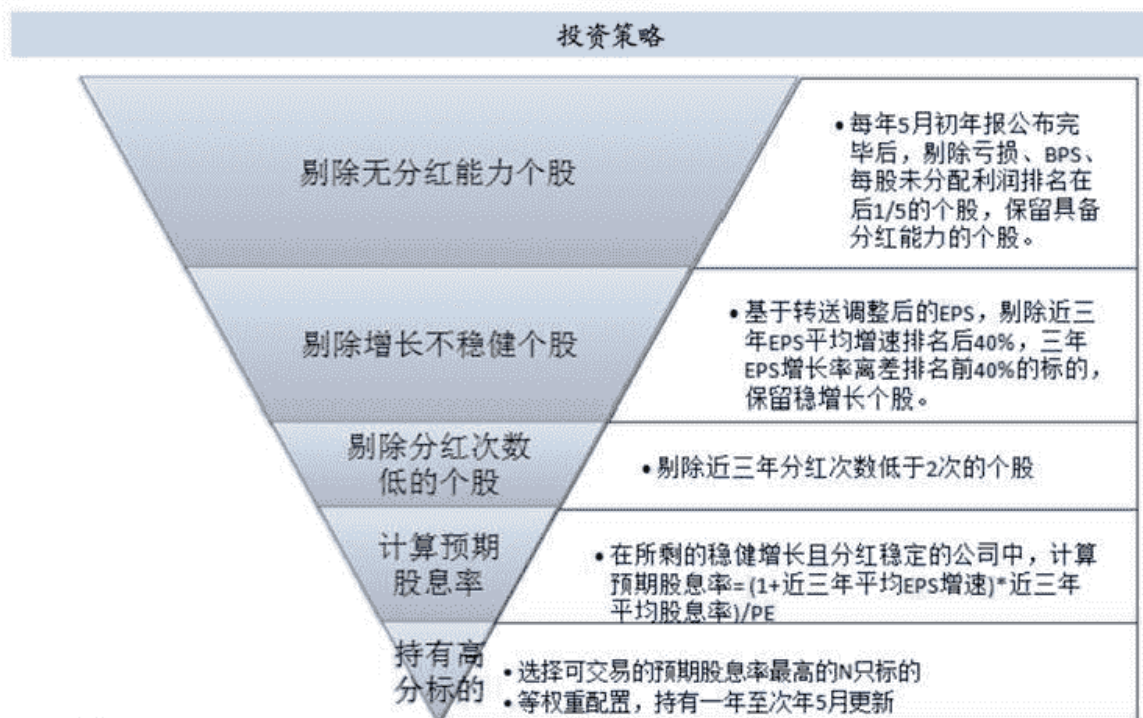 投资策略
剔除无分红能力个股
• 每年5月初年报公布完
毕后，剔除亏损、BPS、
每股未分配利润排名在
后1/5的个股，保留具备
分红能力的个股。
剔除增长不稳健个股
• 基于转送调整后的EPS，剔除近三
年EPS平均增速排名后40%，三年
EPS增长率离差排名前40%的标的，
保留稳增长个股。
剔除分红次数
低的个股
• 剔除近三年分红次数低于2次的个股
计算预期
股息率
• 在所剩的稳健增长且分红稳定的公司中，计算
预期股息率=(1+近三年平均EPS增速)*近三年
平均股息率)/PE
持有高
分标的
• 选择可交易的预期股息率最高的N只标的
• 等权重配置，持有一年至次年5月更新